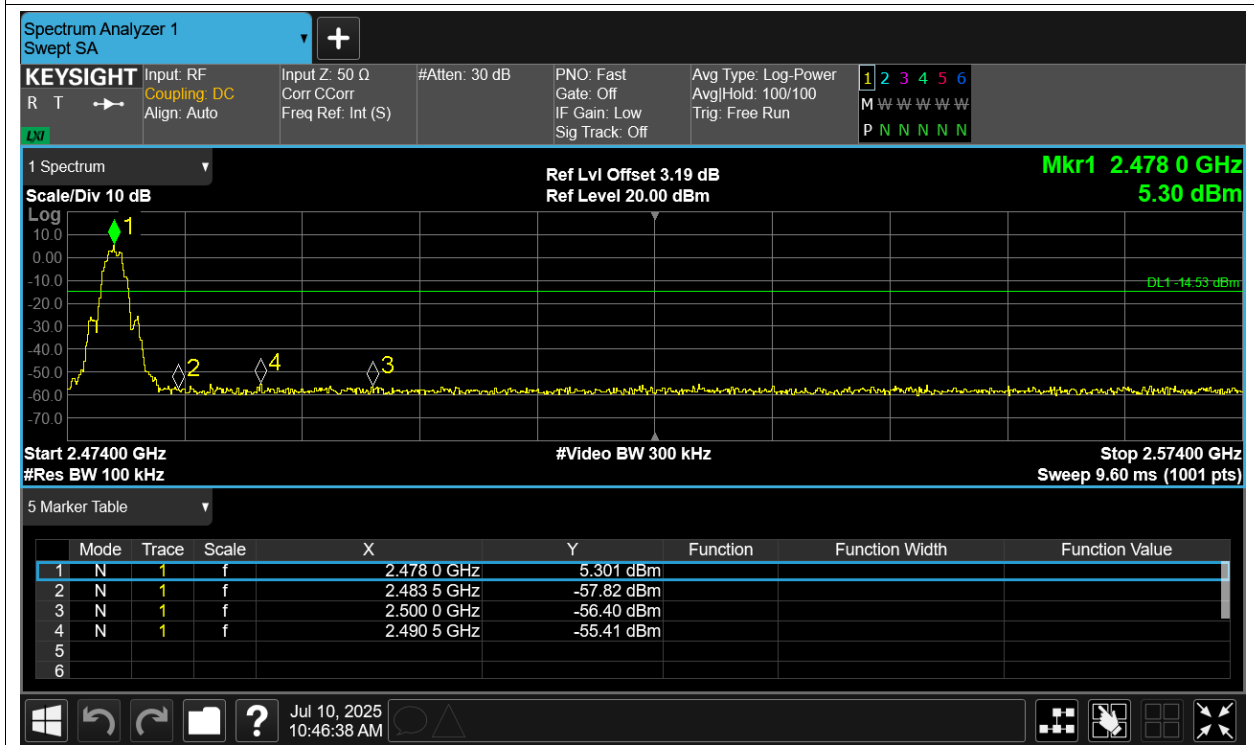 Spectrum Analyzer 1
Swept SA
+
KEYSIGHT
R T
LXI
Input: RF
Coupling: DC
Align: Auto
Input Z: 50 Ω
Corr CCorr
Freq Ref: Int (S)
#Atten: 30 dB
PNO: Fast
Gate: Off
IF Gain: Low
Sig Track: Off
Avg Type: Log-Power
Avg|Hold: 100/100
Trig: Free Run
1 2 3 4 5 6
M W W W W W
P N N N N N
1 Spectrum
Scale/Div 10 dB
Ref Lvl Offset 3.19 dB
Ref Level 20.00 dBm
Mkr1 2.478 0 GHz
5.30 dBm
Log
10.0
0.00
-10.0
-20.0
-30.0
-40.0
-50.0
-60.0
-70.0
1
2
4
3
DL1 -14.53 dBm
Start 2.47400 GHz
#Res BW 100 kHz
#Video BW 300 kHz
Stop 2.57400 GHz
Sweep 9.60 ms (1001 pts)
5 Marker Table
Mode Trace Scale X Y Function Function Width Function Value
1 N 1 f 2.478 0 GHz 5.301 dBm
2 N 1 f 2.483 5 GHz -57.82 dBm
3 N 1 f 2.500 0 GHz -56.40 dBm
4 N 1 f 2.490 5 GHz -55.41 dBm
5
6
?
Jul 10, 2025
10:46:38 AM